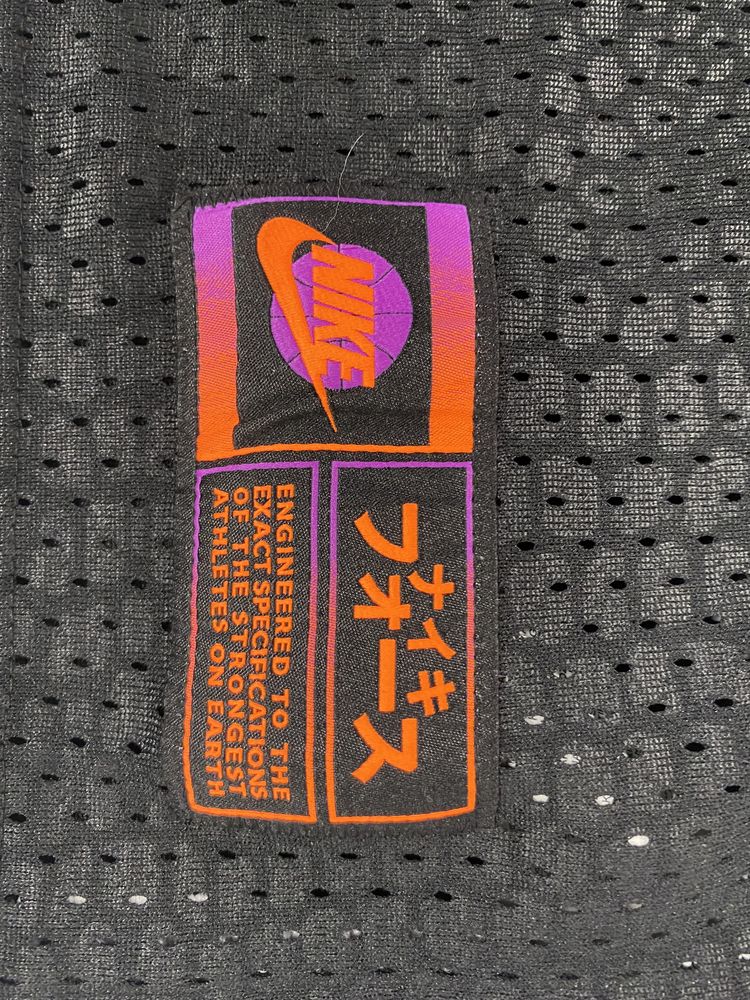 NIKE
ナイキ
フォース
ENGINEERED TO THE
EXACT SPECIFICATIONS
OF THE STRONGEST
ATHLETES ON EARTH